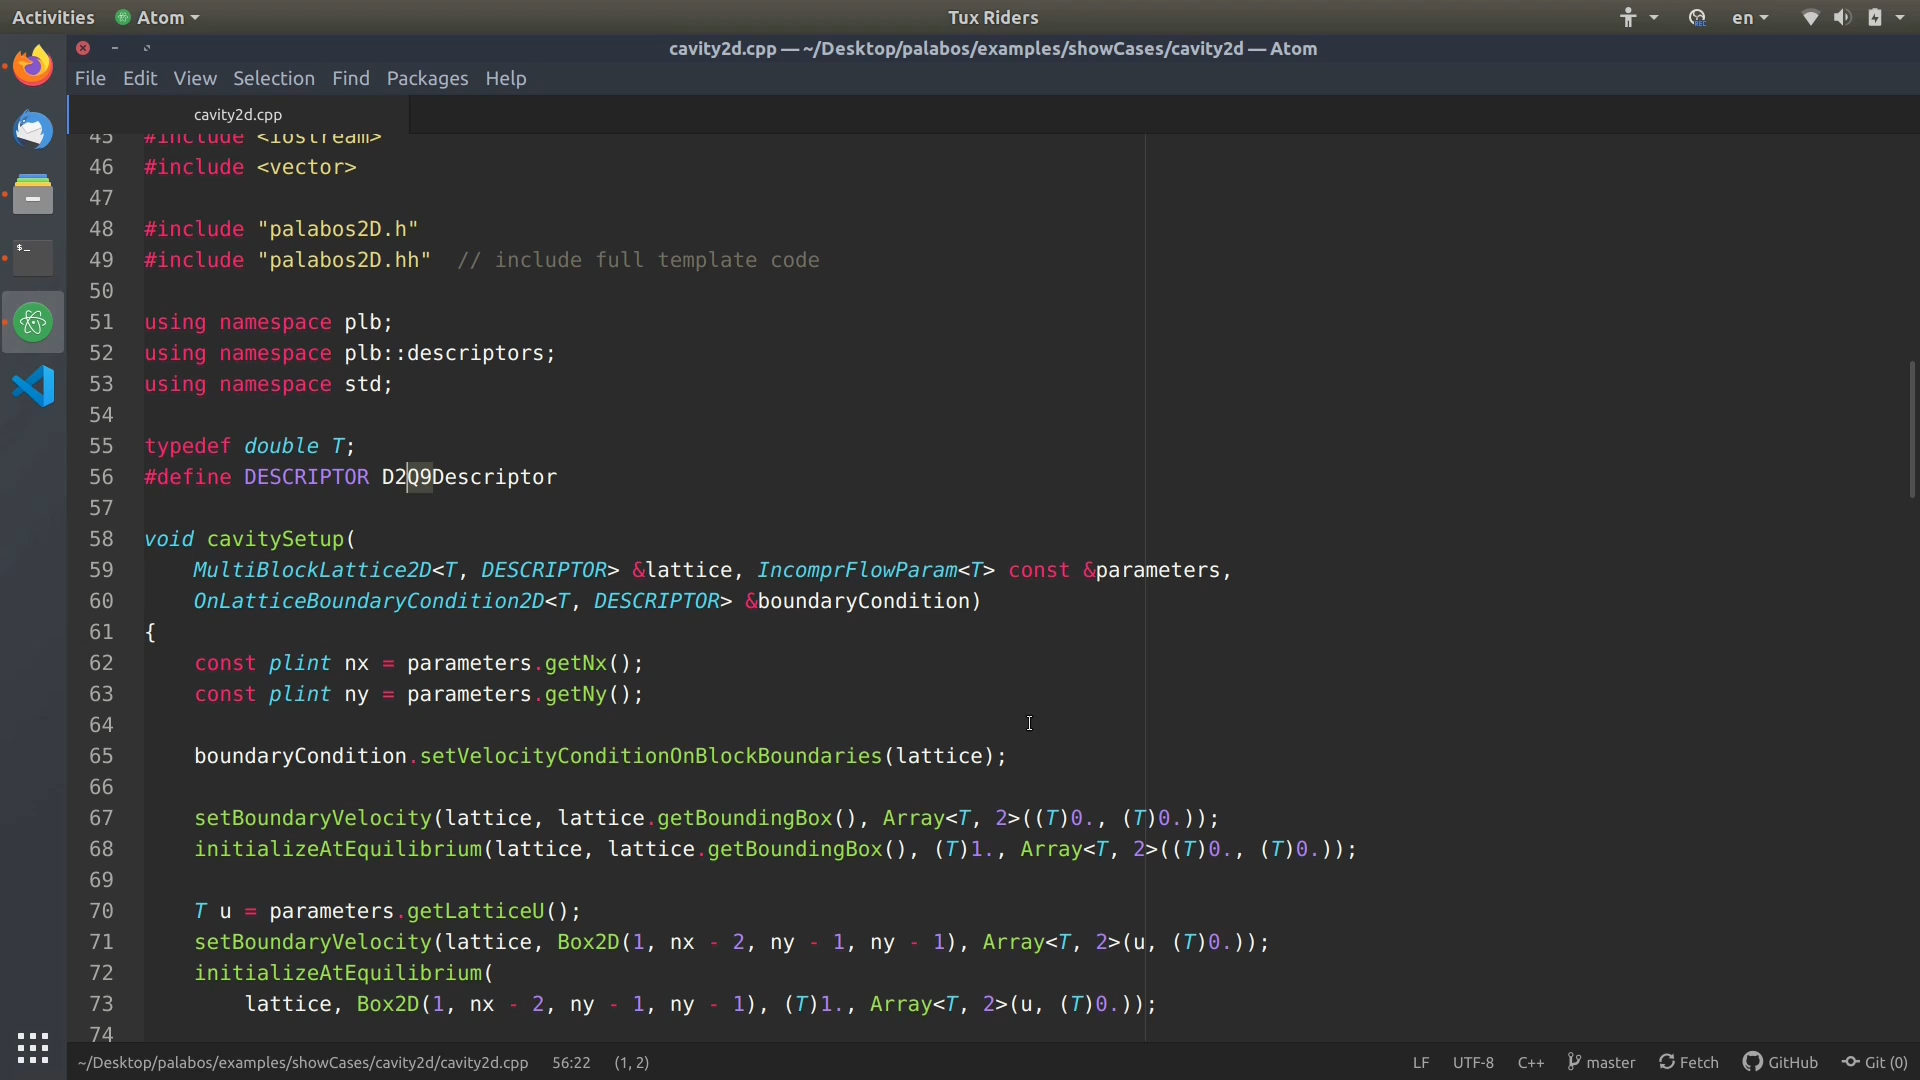 Activities Atom Tux Riders en
cavity2d.cpp — ~/Desktop/palabos/examples/showCases/cavity2d — Atom
File Edit View Selection Find Packages Help
cavity2d.cpp
45 #include <iostream>
46 #include <vector>
47
48 #include "palabos2D.h"
49 #include "palabos2D.hh" // include full template code
50
51 using namespace plb;
52 using namespace plb::descriptors;
53 using namespace std;
54
55 typedef double T;
56 #define DESCRIPTOR D2Q9Descriptor
57
58 void cavitySetup(
59 MultiBlockLattice2D<T, DESCRIPTOR> &lattice, IncomprFlowParam<T> const &parameters,
60 OnLatticeBoundaryCondition2D<T, DESCRIPTOR> &boundaryCondition)
61 {
62 const plint nx = parameters.getNx();
63 const plint ny = parameters.getNy();
64
65 boundaryCondition.setVelocityConditionOnBlockBoundaries(lattice);
66
67 setBoundaryVelocity(lattice, lattice.getBoundingBox(), Array<T, 2>((T)0., (T)0.));
68 initializeAtEquilibrium(lattice, lattice.getBoundingBox(), (T)1., Array<T, 2>((T)0., (T)0.));
69
70 T u = parameters.getLatticeU();
71 setBoundaryVelocity(lattice, Box2D(1, nx - 2, ny - 1, ny - 1), Array<T, 2>(u, (T)0.));
72 initializeAtEquilibrium(
73 lattice, Box2D(1, nx - 2, ny - 1, ny - 1), (T)1., Array<T, 2>(u, (T)0.));
74
~/Desktop/palabos/examples/showCases/cavity2d/cavity2d.cpp 56:22 (1, 2) LF UTF-8 C++ master Fetch GitHub Git (0)